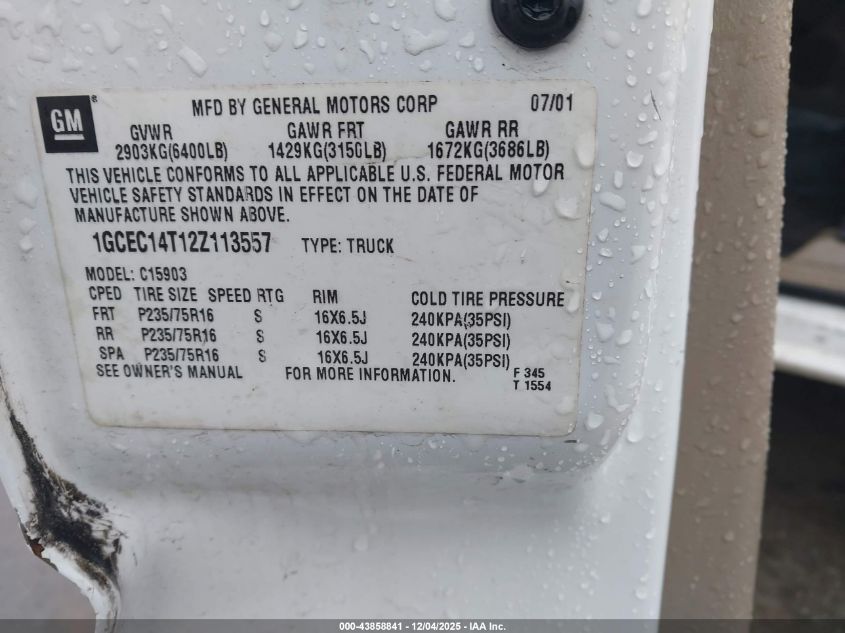 GM ®
MFD BY GENERAL MOTORS CORP 07/01
GVWR GAWR FRT GAWR RR
2903KG(6400LB) 1429KG(3150LB) 1672KG(3686LB)
THIS VEHICLE CONFORMS TO ALL APPLICABLE U.S. FEDERAL MOTOR
VEHICLE SAFETY STANDARDS IN EFFECT ON THE DATE OF
MANUFACTURE SHOWN ABOVE.
1GCEC14T12Z113557 TYPE: TRUCK
MODEL: C15903
CPED TIRE SIZE SPEED RTG RIM COLD TIRE PRESSURE
FRT P235/75R16 S 16X6.5J 240KPA(35PSI)
RR P235/75R16 S 16X6.5J 240KPA(35PSI)
SPA P235/75R16 S 16X6.5J 240KPA(35PSI)
SEE OWNER'S MANUAL FOR MORE INFORMATION. F 345
T 1554
000-43858841 - 12/04/2025 - IAA Inc.